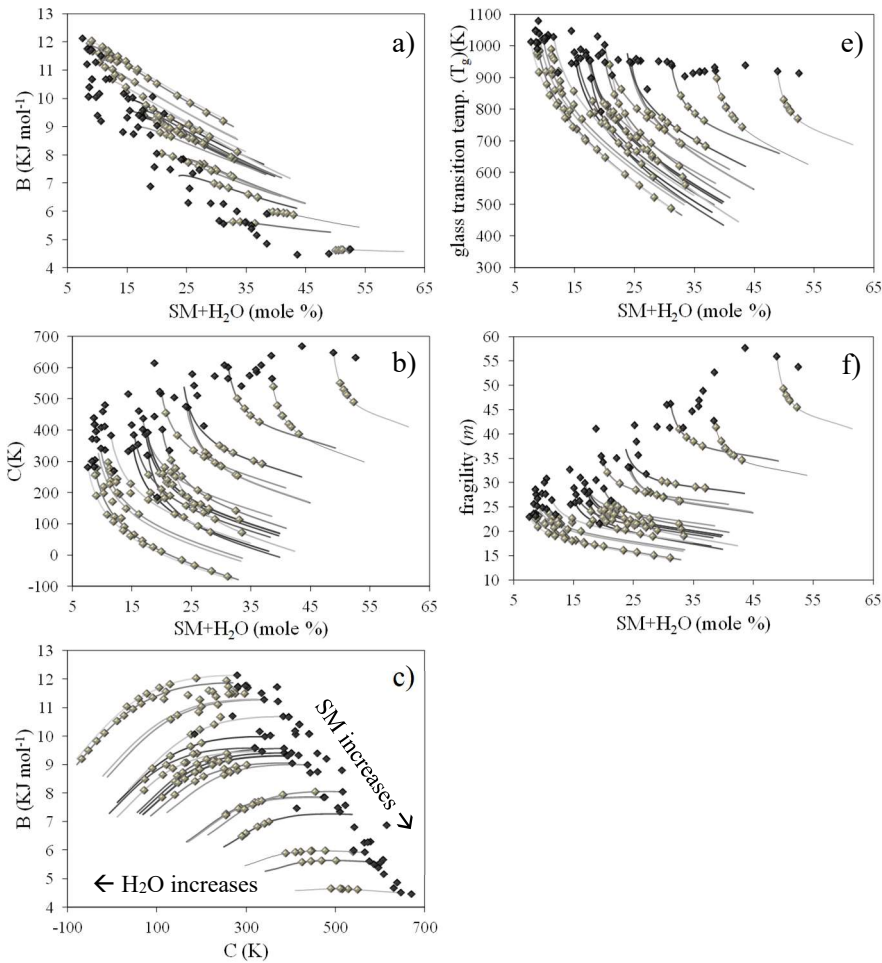 a)
B (KJ mol-1)
13
12
11
10
9
8
7
6
5
4
5 15 25 35 45 55 65
SM+H2O (mole %)
e)
glass transition temp. (Tg)(K)
1100
1000
900
800
700
600
500
400
300
5 15 25 35 45 55 65
SM+H2O (mole %)
b)
C(K)
700
600
500
400
300
200
100
0
-100
5 15 25 35 45 55 65
SM+H2O (mole %)
f)
fragility (m)
60
55
50
45
40
35
30
25
20
15
10
5 15 25 35 45 55 65
SM+H2O (mole %)
c)
B (KJ mol-1)
13
12
11
10
9
8
7
6
5
4
SM increases →
← H2O increases
-100 100 300 500 700
C (K)